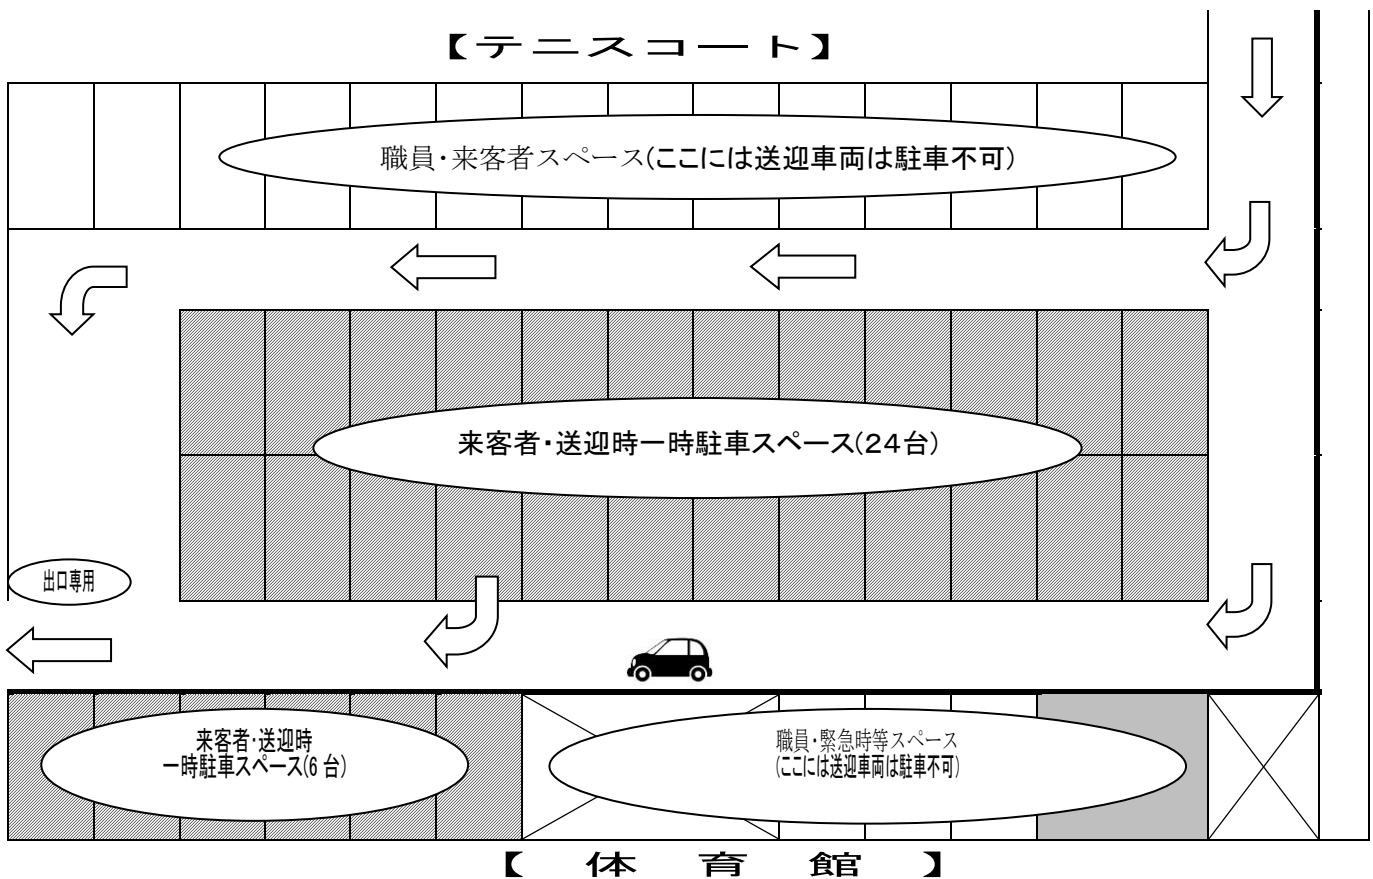 【テニスコート】
職員・来客者スペース(ここには送迎車両は駐車不可)
来客者・送迎時一時駐車スペース(24台)
出口専用
来客者・送迎時
一時駐車スペース(6台)
職員・緊急時等スペース
(ここには送迎車両は駐車不可)
【 体 育 館 】